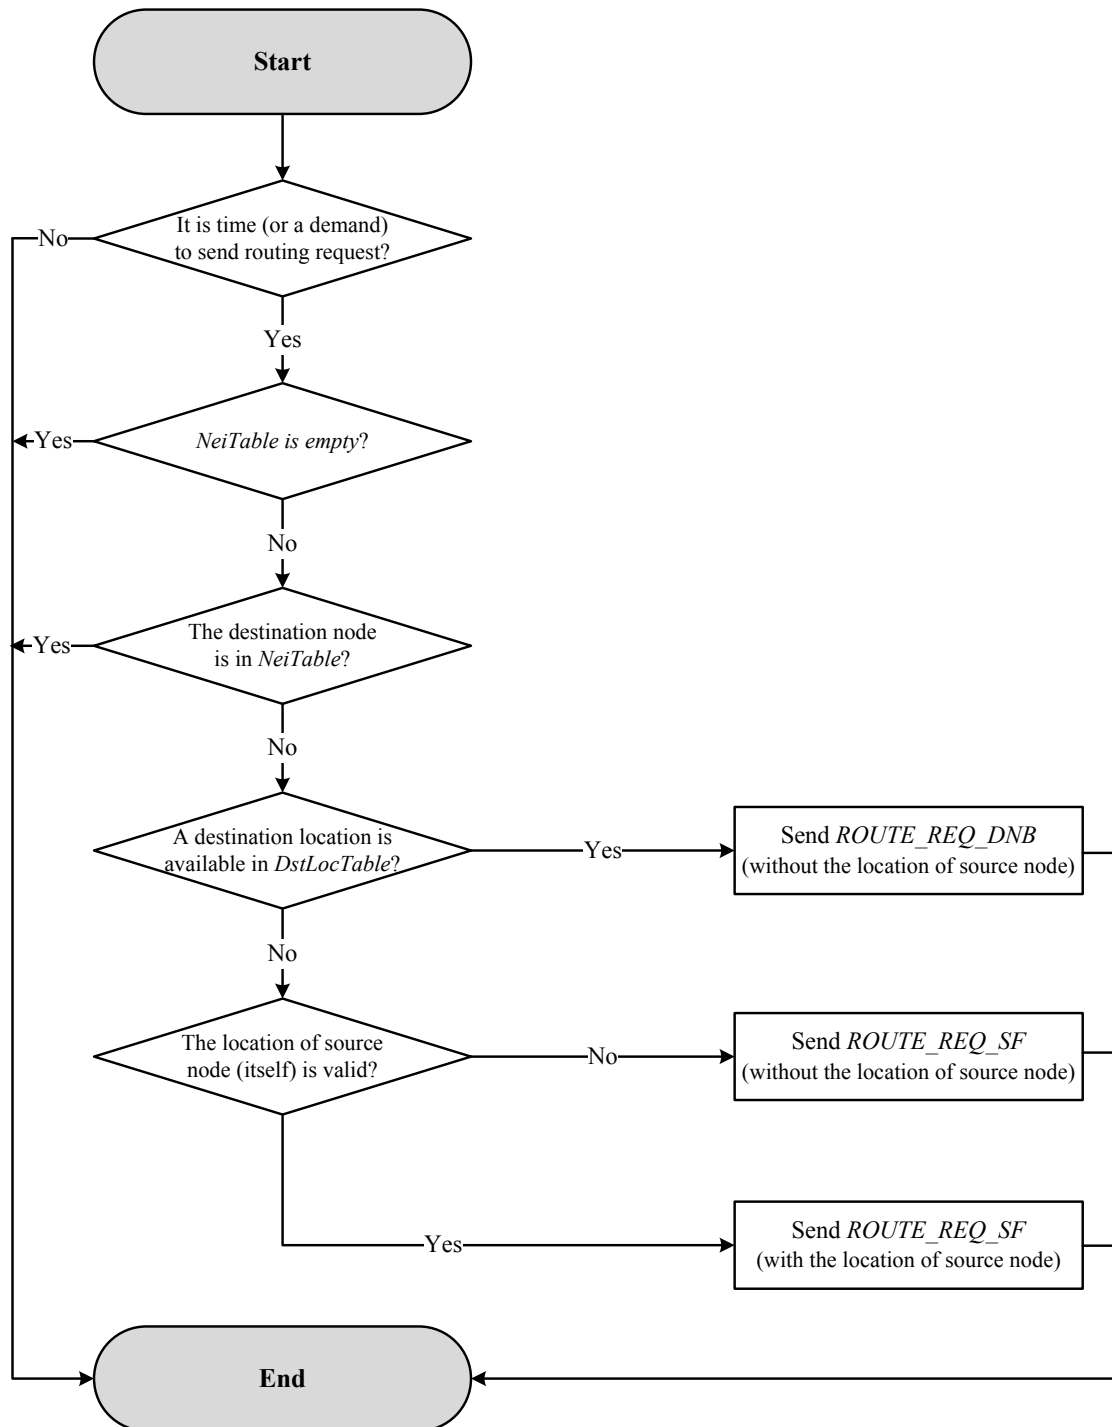 Start
It is time (or a demand)
to send routing request?
No
Yes
NeiTable is empty?
Yes
No
The destination node
is in NeiTable?
Yes
No
A destination location is
available in DstLocTable?
Yes
Send ROUTE_REQ_DNB
(without the location of source node)
No
The location of source
node (itself) is valid?
No
Send ROUTE_REQ_SF
(without the location of source node)
Yes
Send ROUTE_REQ_SF
(with the location of source node)
End